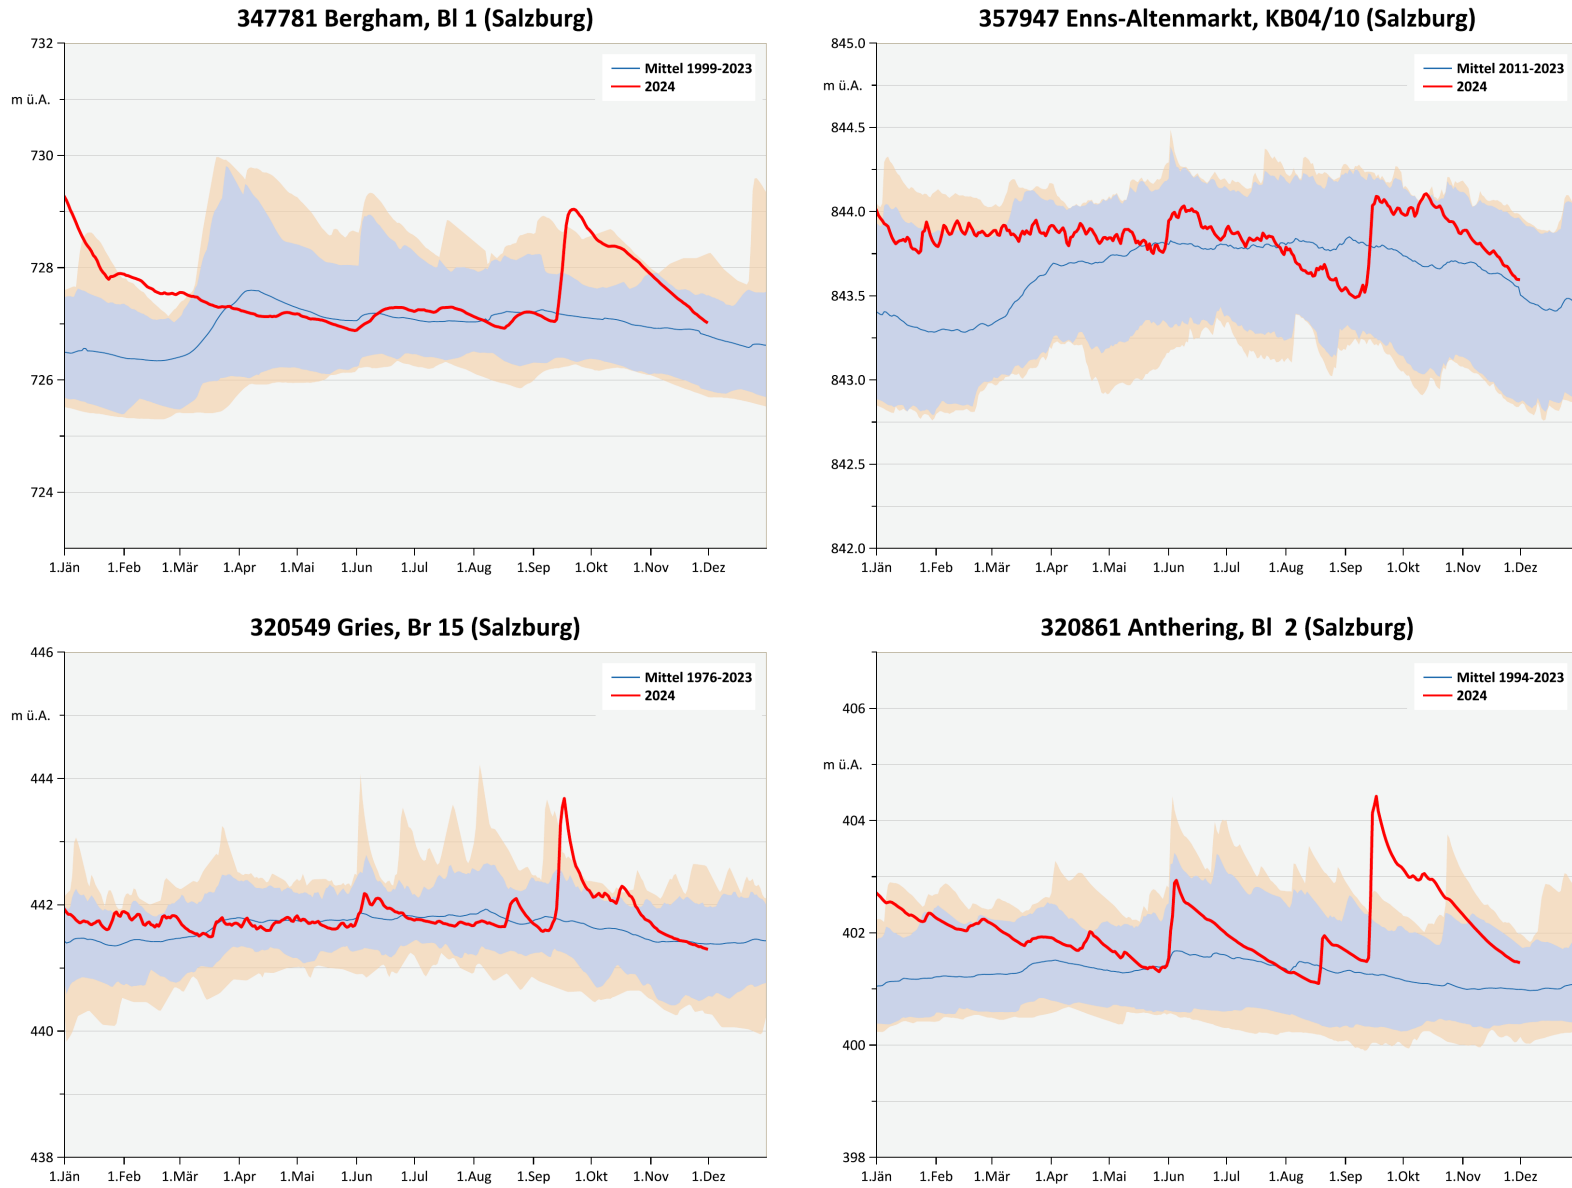 347781 Bergham, Bl 1 (Salzburg)
732
m ü.A.
730
728
726
724
Mittel 1999-2023
2024
1.Jän 1.Feb 1.Mär 1.Apr 1.Mai 1.Jun 1.Jul 1.Aug 1.Sep 1.Okt 1.Nov 1.Dez
357947 Enns-Altenmarkt, KB04/10 (Salzburg)
845.0
m ü.A.
844.5
844.0
843.5
843.0
842.5
842.0
Mittel 2011-2023
2024
1.Jän 1.Feb 1.Mär 1.Apr 1.Mai 1.Jun 1.Jul 1.Aug 1.Sep 1.Okt 1.Nov 1.Dez
320549 Gries, Br 15 (Salzburg)
446
m ü.A.
444
442
440
438
Mittel 1976-2023
2024
1.Jän 1.Feb 1.Mär 1.Apr 1.Mai 1.Jun 1.Jul 1.Aug 1.Sep 1.Okt 1.Nov 1.Dez
320861 Anthering, Bl 2 (Salzburg)
406
m ü.A.
404
402
400
398
Mittel 1994-2023
2024
1.Jän 1.Feb 1.Mär 1.Apr 1.Mai 1.Jun 1.Jul 1.Aug 1.Sep 1.Okt 1.Nov 1.Dez